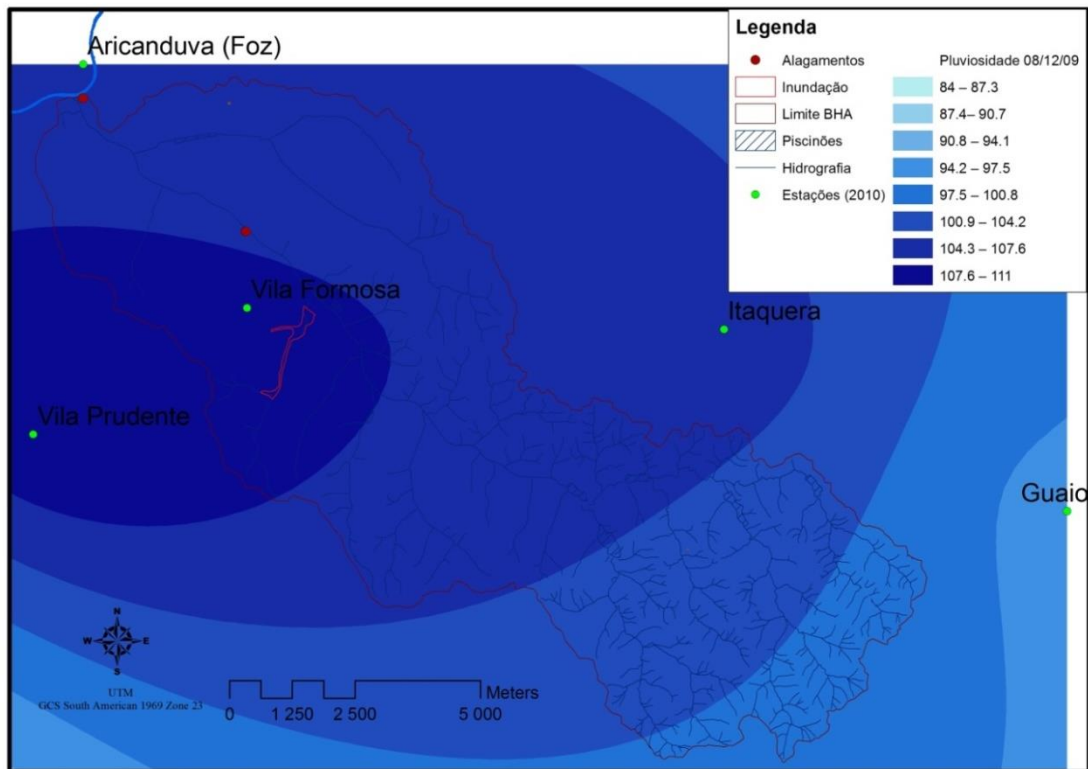 Aricanduva (Foz)
Legenda
Alagamentos
Inundação
Limite BHA
Piscinões
Hidrografia
Estações (2010)
Pluviosidade 08/12/09
84 – 87.3
87.4– 90.7
90.8 – 94.1
94.2 – 97.5
97.5 – 100.8
100.9 – 104.2
104.3 – 107.6
107.6 – 111
Vila Formosa
Itaquera
Vila Prudente
Guaio
N
W E
S
UTM
GCS South American 1969 Zone 23
Meters
0 1 250 2 500 5 000